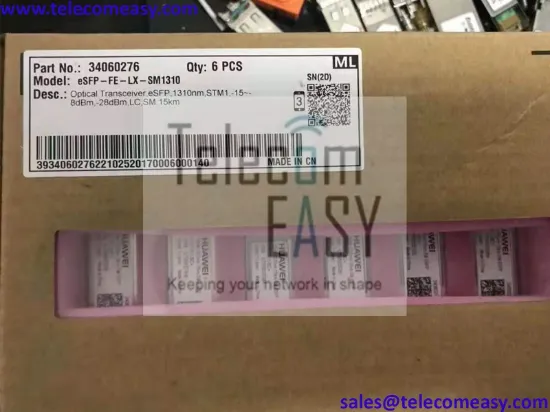 www.telecomeasy.com
ML
Part No.: 34060276 Qty: 6 PCS
Model: eSFP-FE-LX-SM1310
SN(2D)
Desc.: Optical Transceiver,eSFP,1310nm,STM1,-15~-
8dBm,-28dBm,LC,SM,15km
3
39340602762210252017000600014O
MADE IN CN
Telecom
EASY
HUAWEI
HUAWEI
HUAWEI
HUAWEI
HUAWEI
HUAWEI
Keeping your network in shape
sales@telecomeasy.com